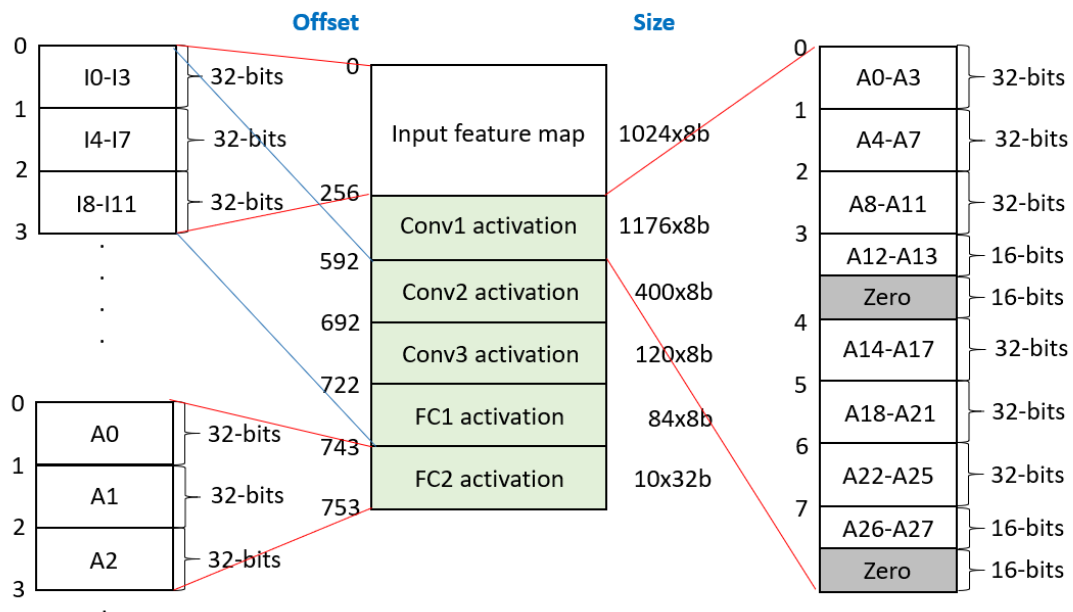 Offset
Size
0
I0-I3
32-bits
1
I4-I7
32-bits
2
I8-I11
32-bits
3
.
.
.
.
0
A0
32-bits
1
A1
32-bits
2
A2
32-bits
3
.
0
Input feature map
1024x8b
256
Conv1 activation
1176x8b
592
Conv2 activation
400x8b
692
Conv3 activation
120x8b
722
FC1 activation
84x8b
743
FC2 activation
10x32b
753
0
A0-A3
32-bits
1
A4-A7
32-bits
2
A8-A11
32-bits
3
A12-A13
16-bits
Zero
16-bits
4
A14-A17
32-bits
5
A18-A21
32-bits
6
A22-A25
32-bits
7
A26-A27
16-bits
Zero
16-bits